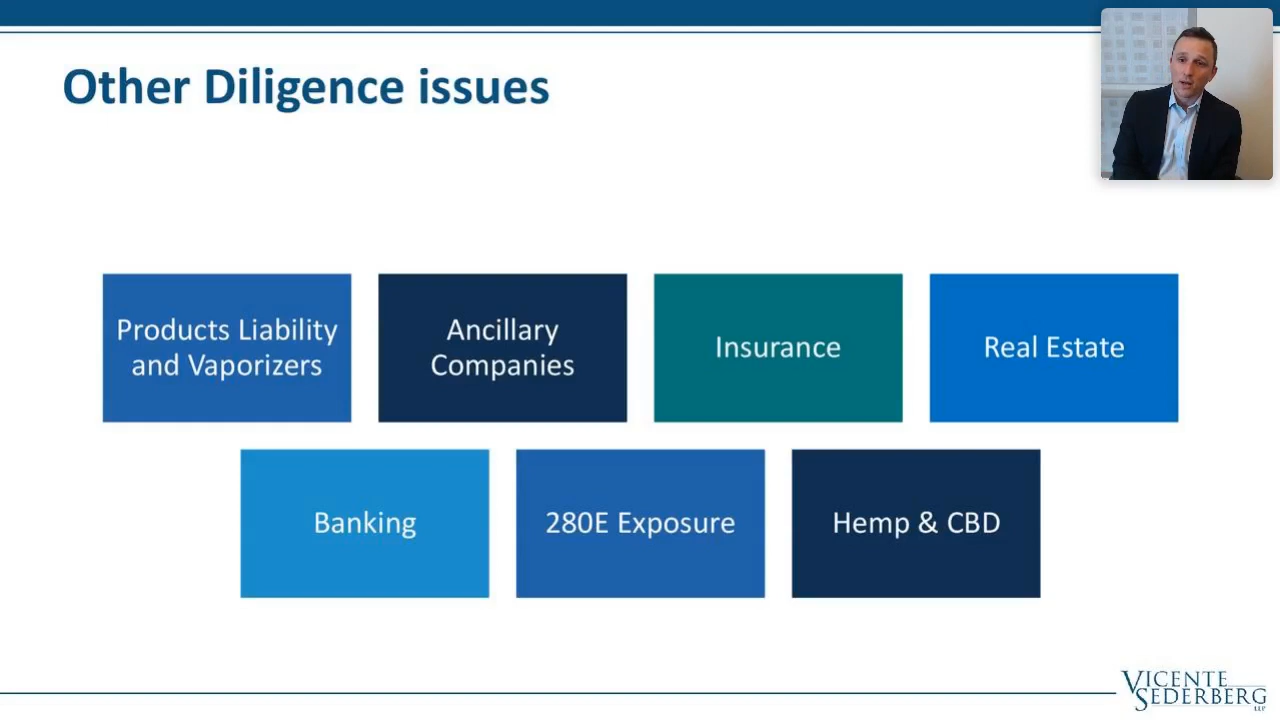 Other Diligence issues
Products Liability
and Vaporizers
Ancillary
Companies
Insurance
Real Estate
Banking
280E Exposure
Hemp & CBD
VICENTE
SEDERBERG
LLP